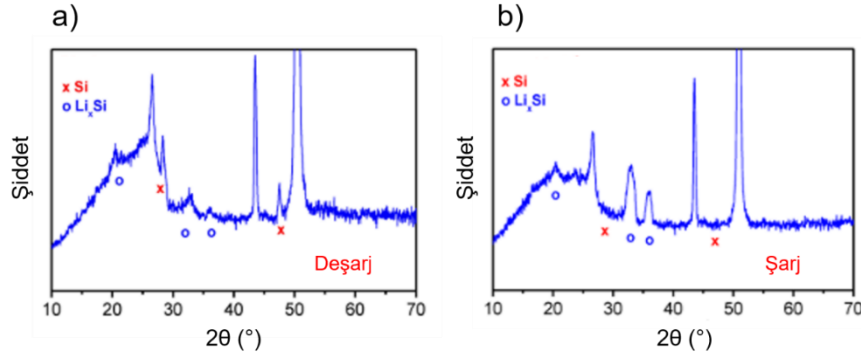 a)
x Si
o LiₓSi
Şiddet
x
o
o
o
x
Deşarj
10 20 30 40 50 60 70
2θ (°)
b)
x Si
o LiₓSi
Şiddet
o
x
o
o
x
Şarj
10 20 30 40 50 60 70
2θ (°)